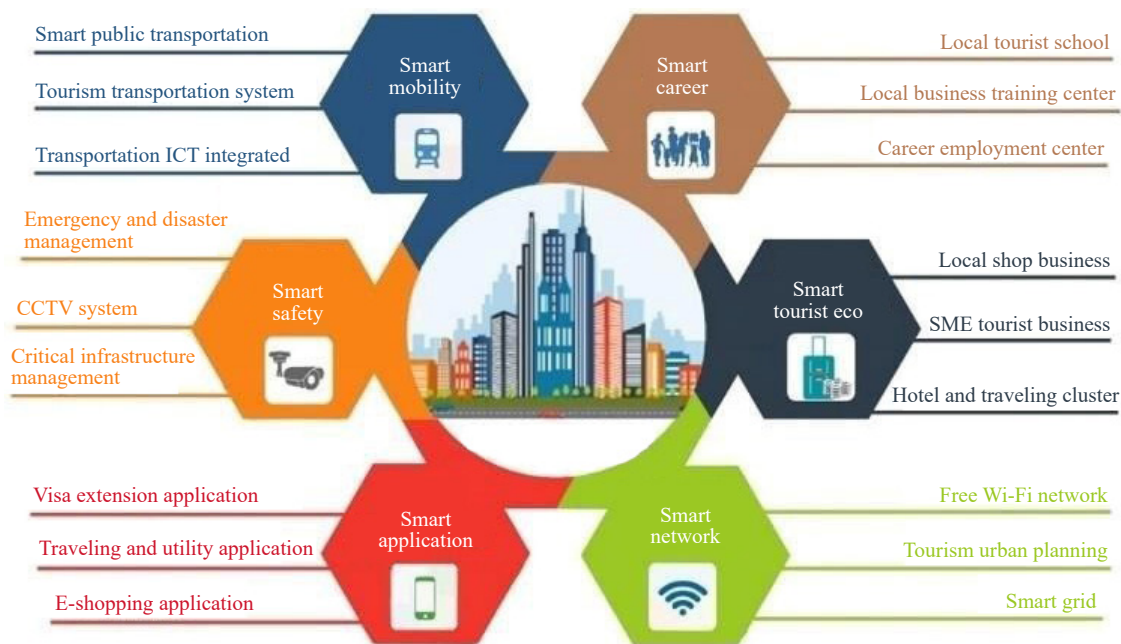 Smart public transportation
Tourism transportation system
Transportation ICT integrated
Smart
mobility
Smart
career
Local tourist school
Local business training center
Career employment center
Emergency and disaster
management
CCTV system
Critical infrastructure
management
Smart
safety
Smart
tourist eco
Local shop business
SME tourist business
Hotel and traveling cluster
Visa extension application
Traveling and utility application
E-shopping application
Smart
application
Smart
network
Free Wi-Fi network
Tourism urban planning
Smart grid